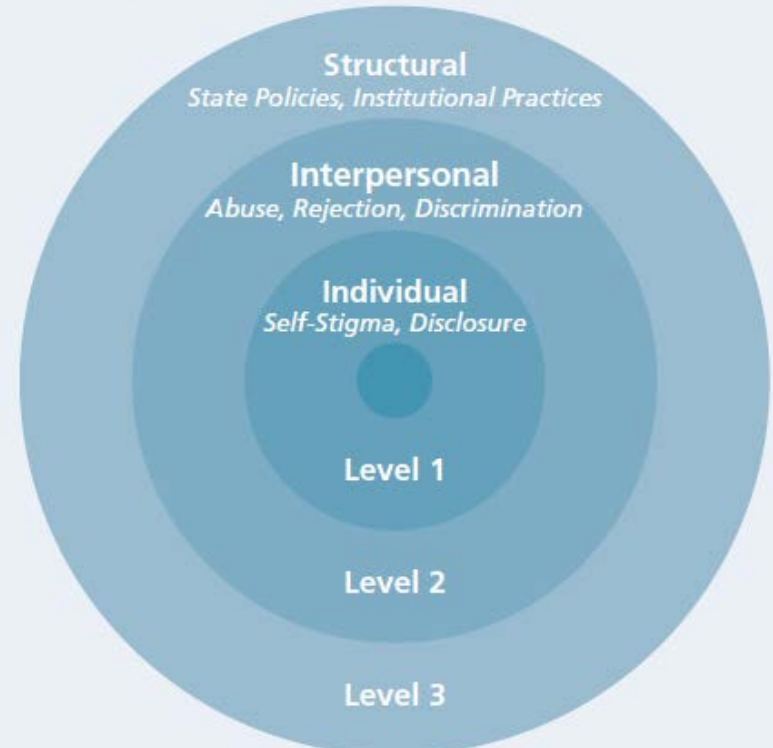 Structural
State Policies, Institutional Practices
Interpersonal
Abuse, Rejection, Discrimination
Individual
Self-Stigma, Disclosure
Level 1
Level 2
Level 3